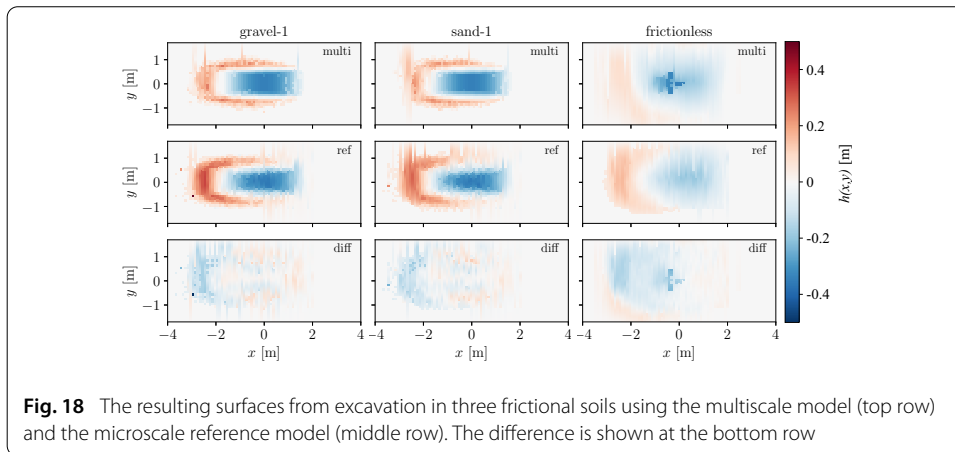 gravel-1 sand-1 frictionless
multi multi multi
y [m] 1 0 −1
ref ref ref
y [m] 1 0 −1
diff diff diff
y [m] 1 0 −1
−4 −2 0 2 4 −4 −2 0 2 4 −4 −2 0 2 4
x [m] x [m] x [m]
0.4
0.2
0
-0.2
-0.4
h(x,y) [m]
Fig. 18 The resulting surfaces from excavation in three frictional soils using the multiscale model (top row)
and the microscale reference model (middle row). The difference is shown at the bottom row